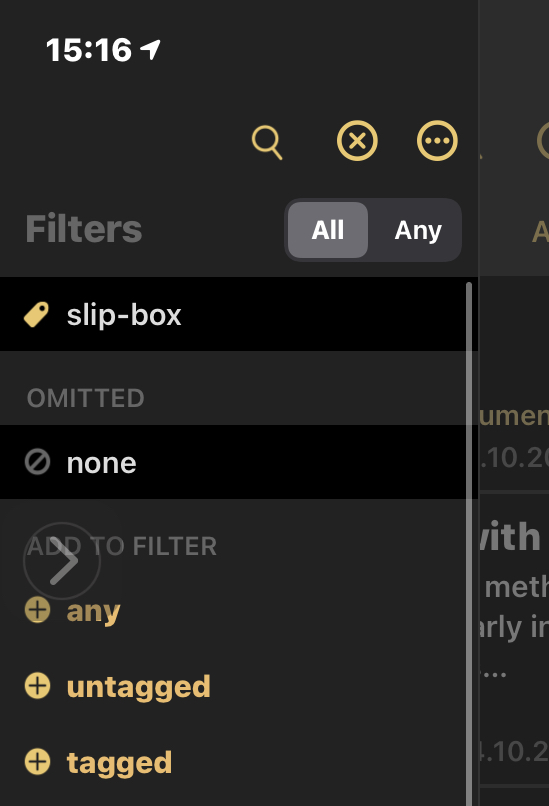 15:16
Filters
All
Any
slip-box
OMITTED
none
ADD TO FILTER
any
untagged
tagged
umen
.10.20
with
meth
arly in
...
4.10.2